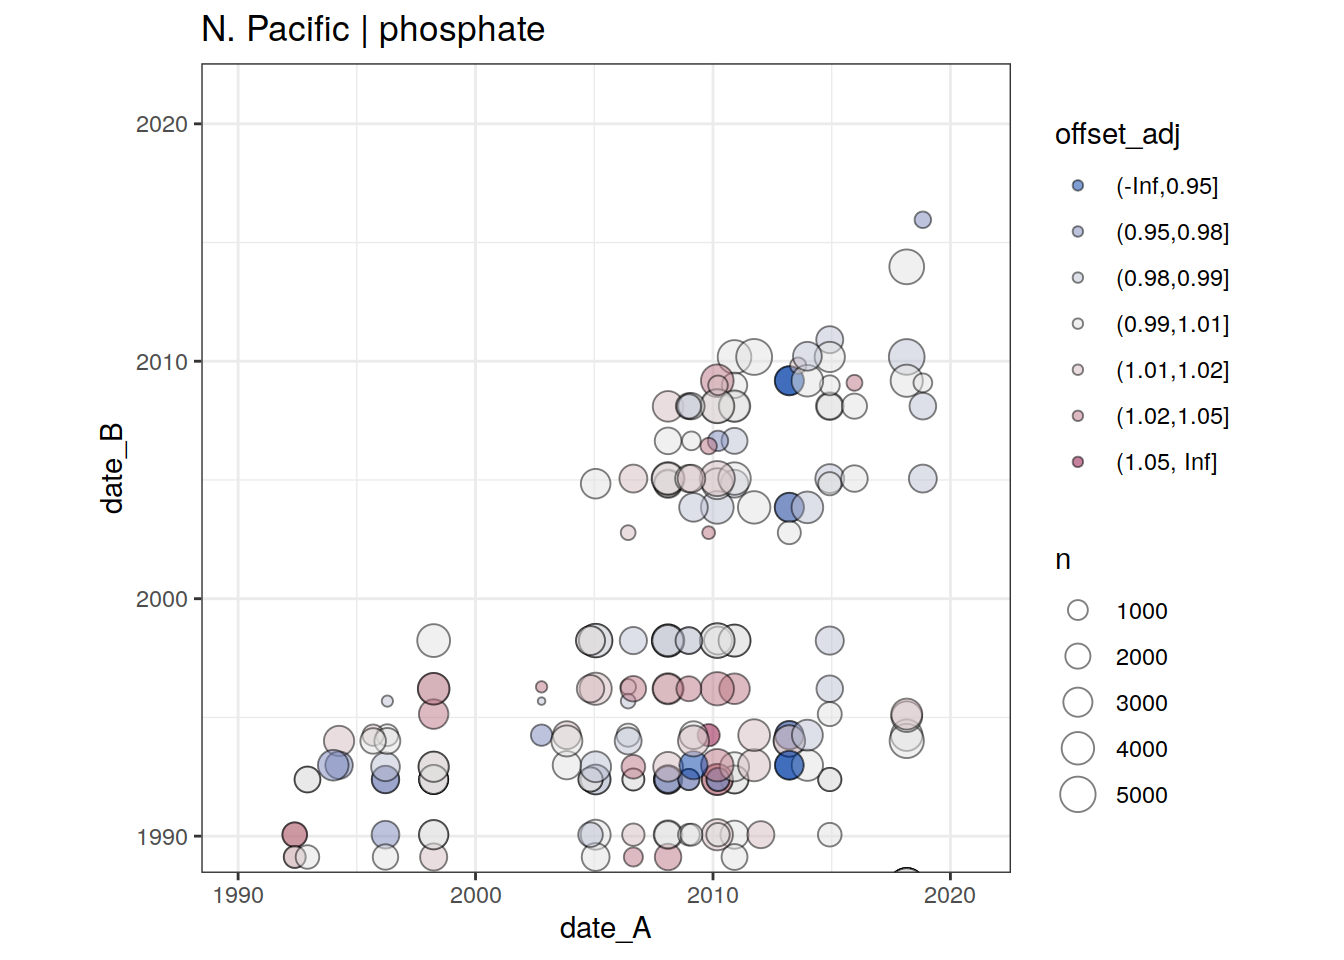 N. Pacific | phosphate
date_B
2020
2010
2000
1990
1990
2000
2010
2020
date_A
offset_adj
(-Inf,0.95]
(0.95,0.98]
(0.98,0.99]
(0.99,1.01]
(1.01,1.02]
(1.02,1.05]
(1.05, Inf]
n
1000
2000
3000
4000
5000